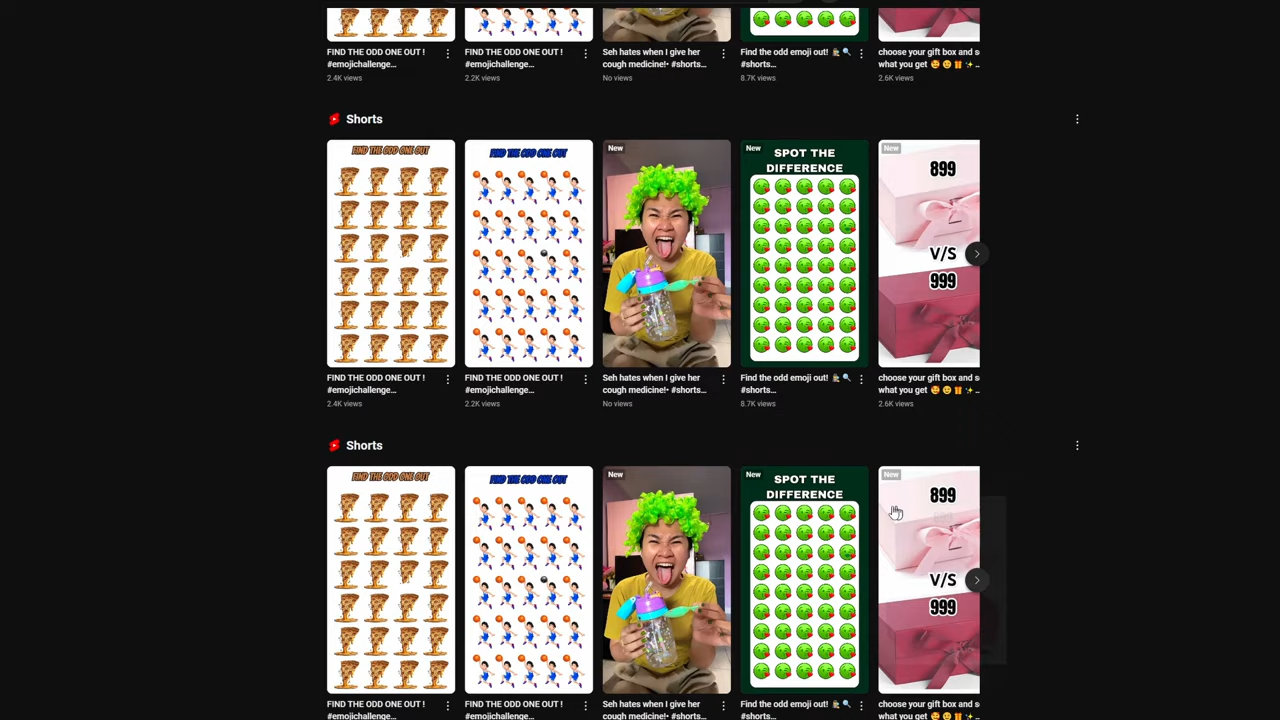 FIND THE ODD ONE OUT !
#emojichallenge...
2.4K views
FIND THE ODD ONE OUT !
#emojichallenge...
2.2K views
Seh hates when I give her
cough medicine!• #shorts...
No views
Find the odd emoji out! 🕵️ 🔍
#shorts...
8.7K views
choose your gift box and s
what you get 🥰 😉 🎁 ✨ ..
2.6K views
Shorts
FIND THE ODD ONE OUT
FIND THE ODD ONE OUT
New
New
SPOT THE
DIFFERENCE
New
899
V/S
999
FIND THE ODD ONE OUT !
#emojichallenge...
2.4K views
FIND THE ODD ONE OUT !
#emojichallenge...
2.2K views
Seh hates when I give her
cough medicine!• #shorts...
No views
Find the odd emoji out! 🕵️ 🔍
#shorts...
8.7K views
choose your gift box and s
what you get 🥰 😉 🎁 ✨ ..
2.6K views
Shorts
FIND THE ODD ONE OUT
FIND THE ODD ONE OUT
New
New
SPOT THE
DIFFERENCE
New
899
V/S
999
FIND THE ODD ONE OUT !
#emojichallenge...
FIND THE ODD ONE OUT !
#emojichallenge...
Seh hates when I give her
cough medicine!• #shorts...
Find the odd emoji out! 🕵️ 🔍
#shorts...
choose your gift box and s
what you get 🥰 😉 🎁 ✨ ..